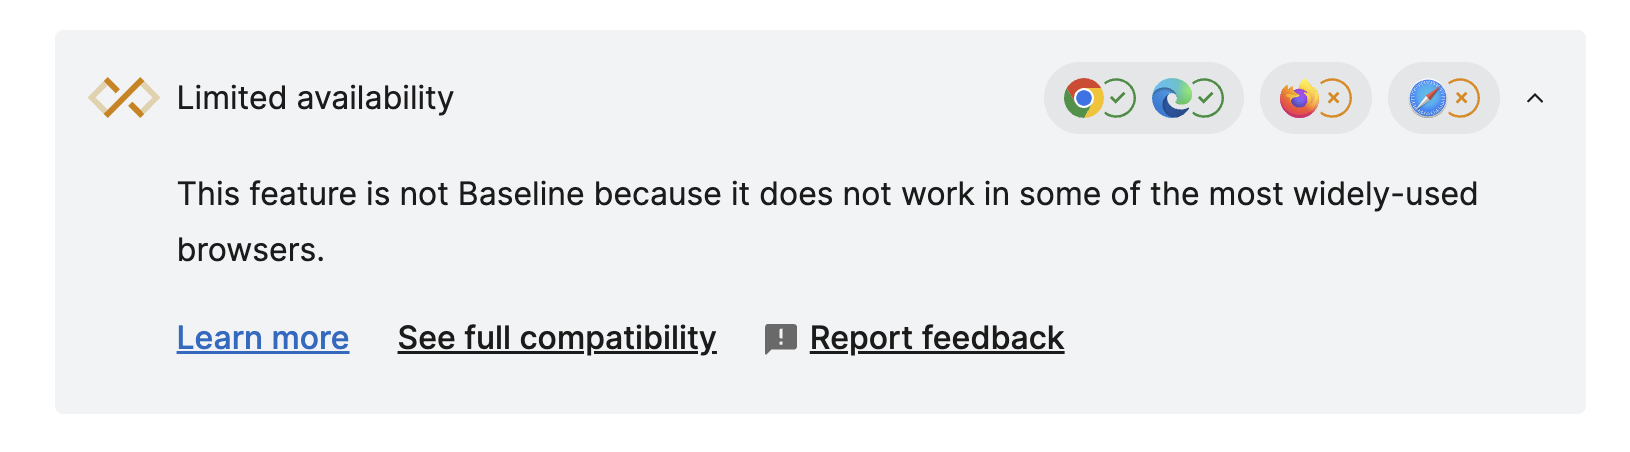 Limited availability
This feature is not Baseline because it does not work in some of the most widely-used
browsers.
Learn more See full compatibility Report feedback